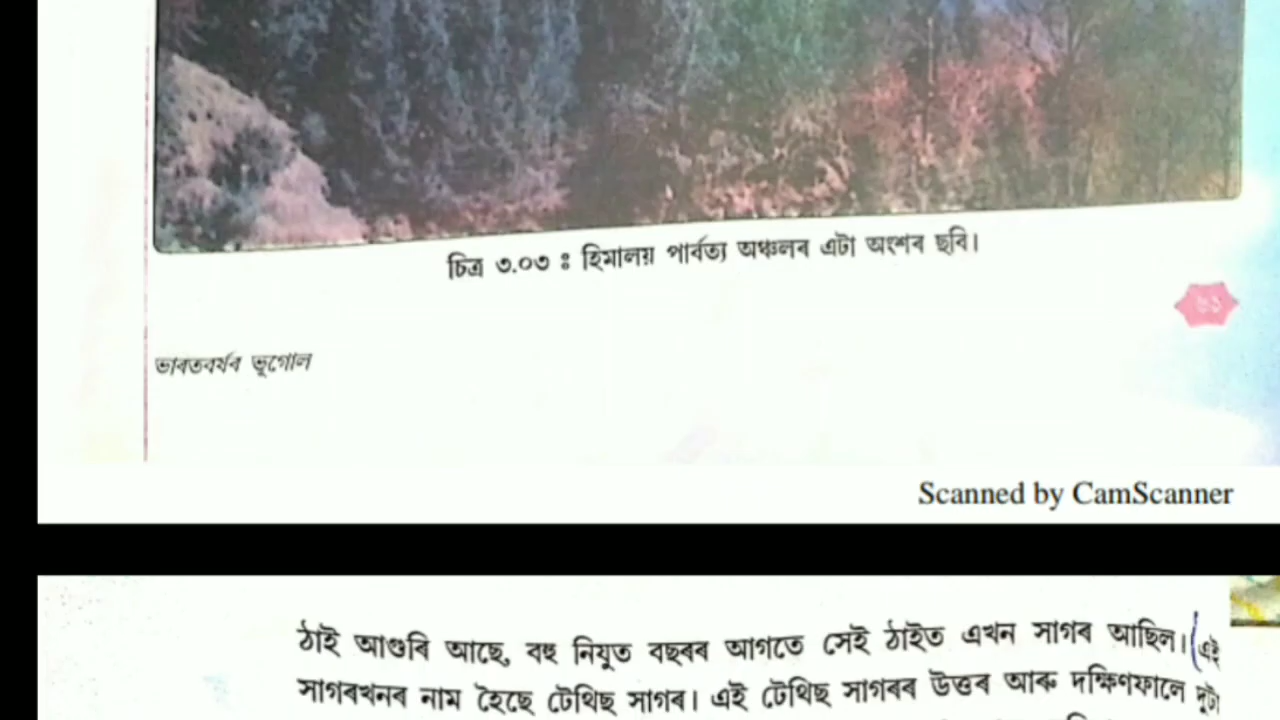 চিত্ৰ ৩.০৩ ঃ হিমালয় পাৰ্বত্য অঞ্চলৰ এটা অংশৰ ছবি।
ভাৰতবৰ্ষৰ ভূগোল
Scanned by CamScanner
ঠাই আগুৰি আছে, বহু নিযুত বছৰৰ আগতে সেই ঠাইত এখন সাগৰ আছিল। (এই
সাগৰখনৰ নাম হৈছে টেথিছ সাগৰ। এই টেথিছ সাগৰৰ উত্তৰ আৰু দক্ষিণফালে দুটা